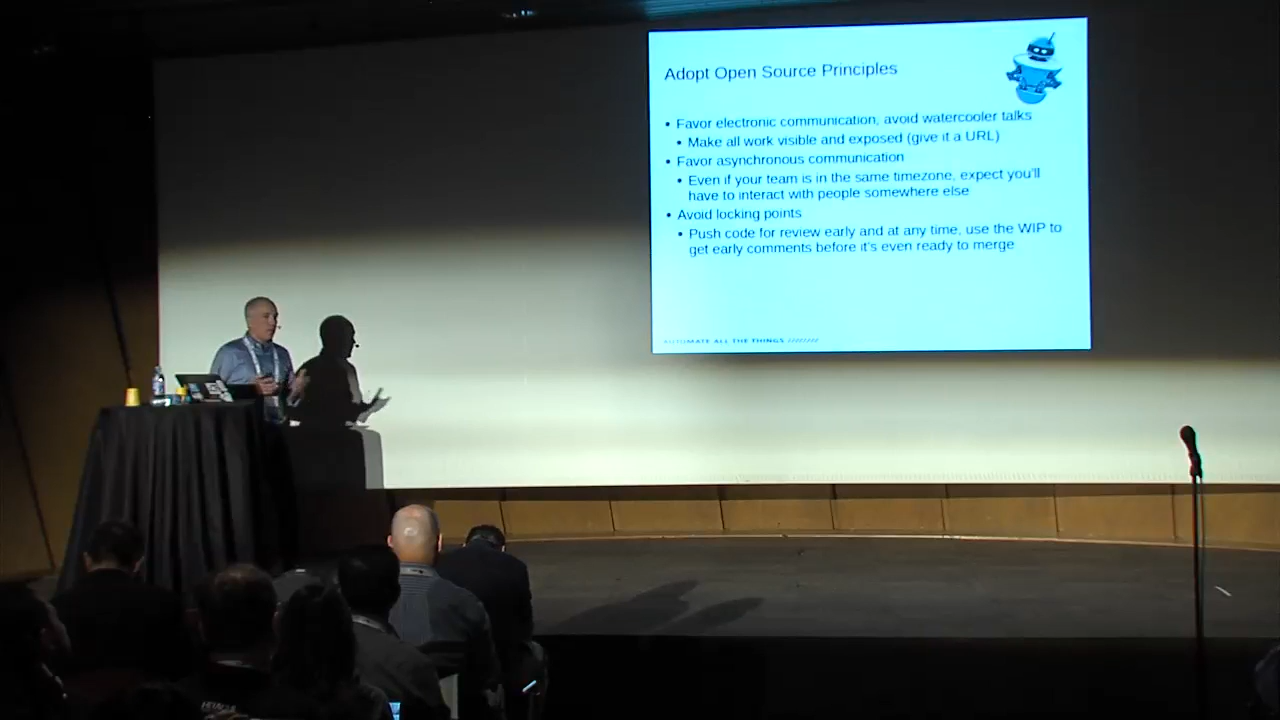 Adopt Open Source Principles
• Favor electronic communication, avoid watercooler talks
• Make all work visible and exposed (give it a URL)
• Favor asynchronous communication
• Even if your team is in the same timezone, expect you'll
have to interact with people somewhere else
• Avoid locking points
• Push code for review early and at any time, use the WIP to
get early comments before it's even ready to merge
AUTOMATE ALL THE THINGS /////////